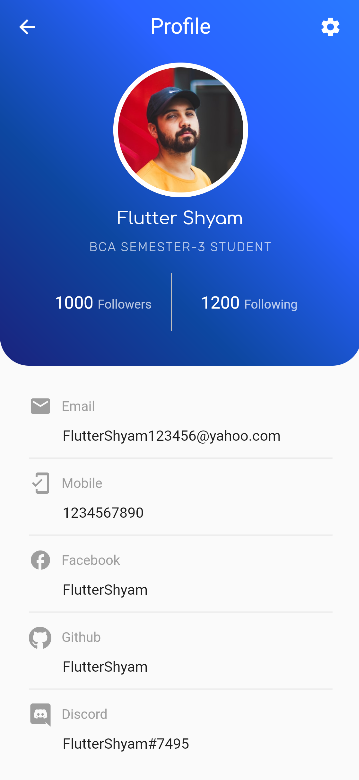 Profile
Flutter Shyam
BCA SEMESTER-3 STUDENT
1000 Followers 1200 Following
Email
FlutterShyam123456@yahoo.com
Mobile
1234567890
Facebook
FlutterShyam
Github
FlutterShyam
Discord
FlutterShyam#7495